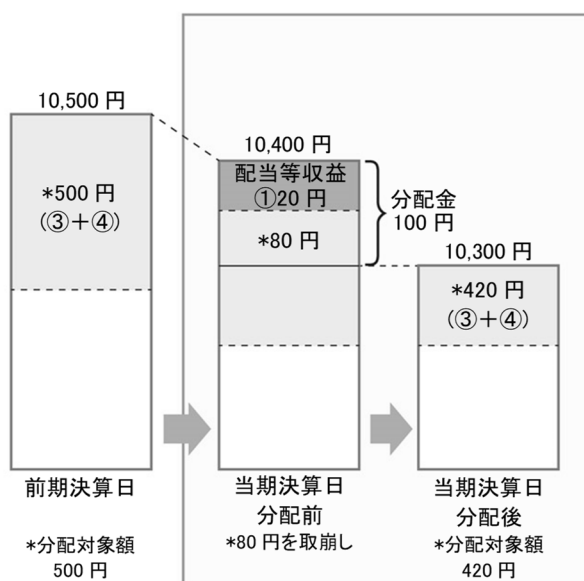 10,500 円
*500 円
(③+④)
前期決算日
*分配対象額
500 円
10,400 円
配当等収益
①20 円
*80 円
分配金
100 円
当期決算日
分配前
*80 円を取崩し
10,300 円
*420 円
(③+④)
当期決算日
分配後
*分配対象額
420 円